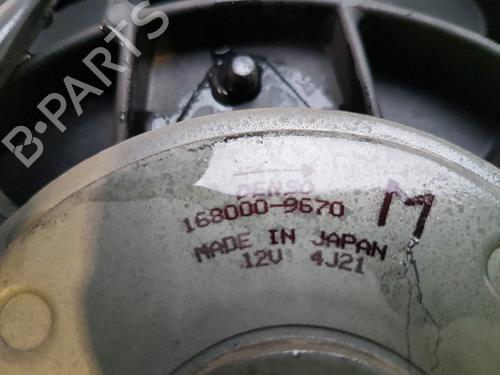 B-PARTS
DENSO
168000-9670 M
MADE IN JAPAN
12V 4J21